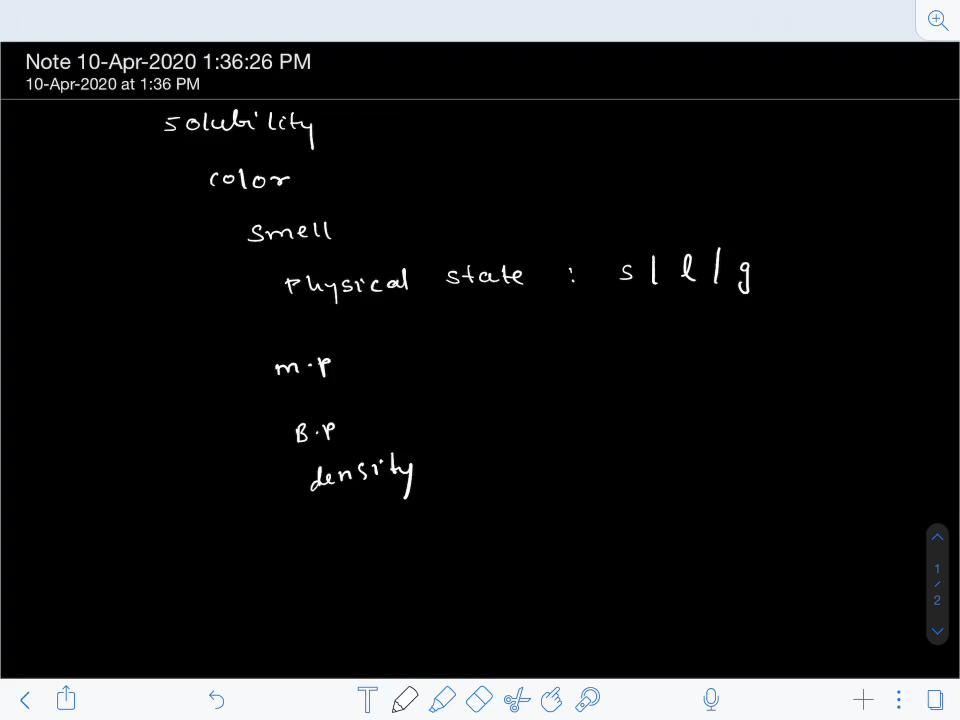 Note 10-Apr-2020 1:36:26 PM
10-Apr-2020 at 1:36 PM
solubility
color
smell
Physical state : s | l / g
m.p
B.p
density
1
/
2
T